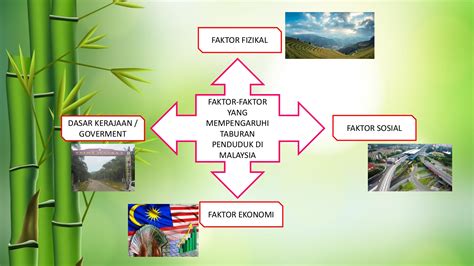 FAKTOR FIZIKAL
FAKTOR-FAKTOR
YANG
MEMPENGARUHI
TABURAN
PENDUDUK DI
MALAYSIA
DASAR KERAJAAN /
GOVERMENT
FAKTOR SOSIAL
FAKTOR EKONOMI